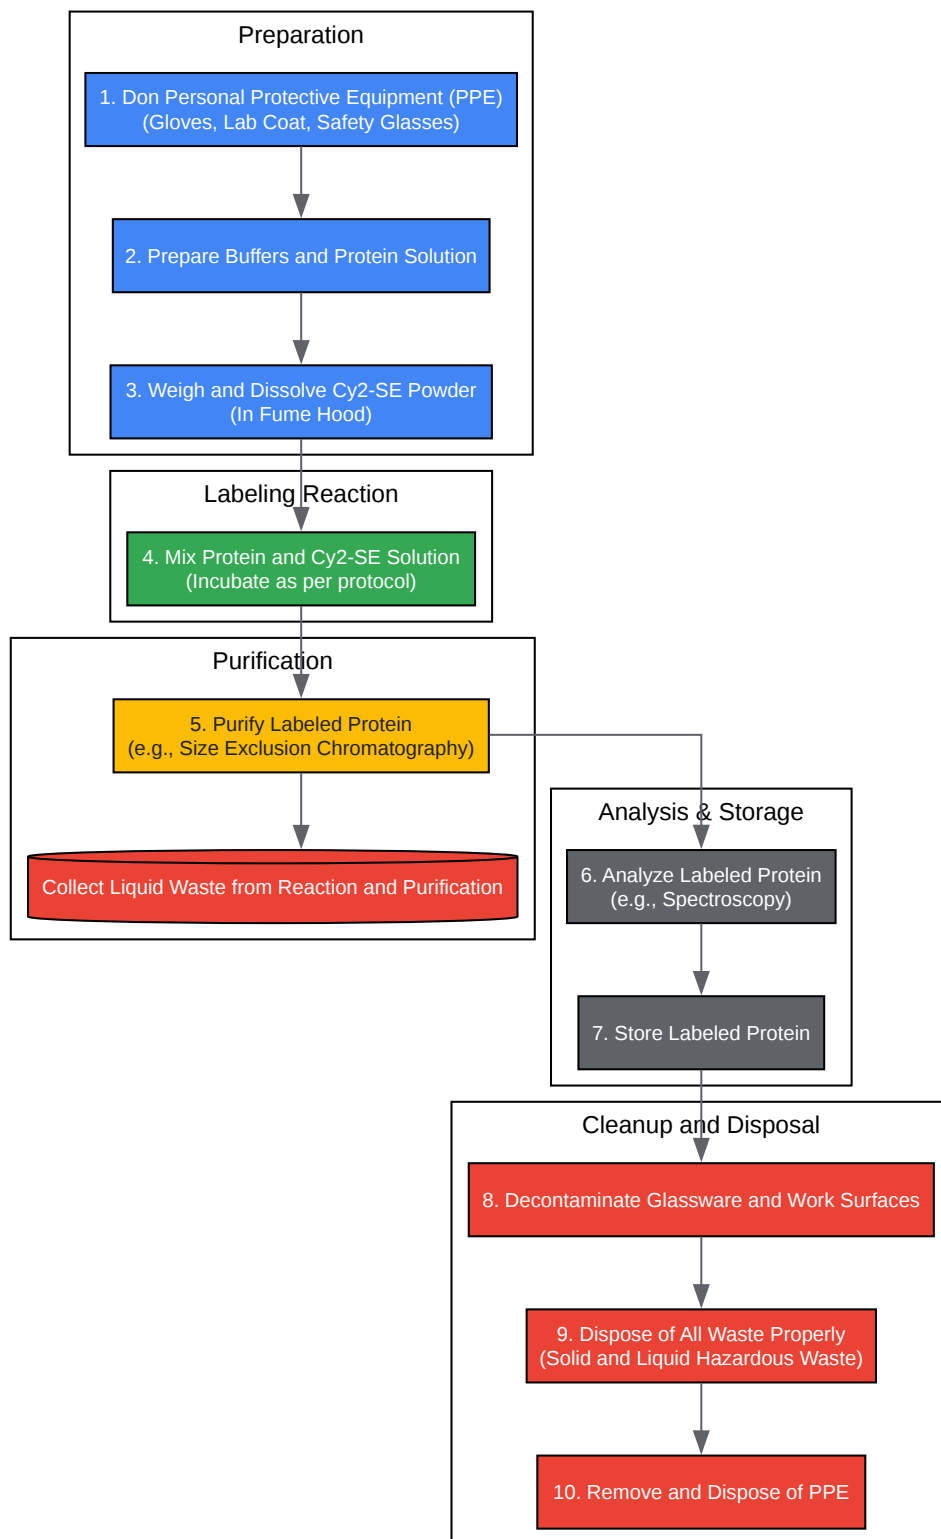 Preparation
1. Don Personal Protective Equipment (PPE)
(Gloves, Lab Coat, Safety Glasses)
2. Prepare Buffers and Protein Solution
3. Weigh and Dissolve Cy2-SE Powder
(In Fume Hood)
Labeling Reaction
4. Mix Protein and Cy2-SE Solution
(Incubate as per protocol)
Purification
5. Purify Labeled Protein
(e.g., Size Exclusion Chromatography)
Collect Liquid Waste from Reaction and Purification
Analysis & Storage
6. Analyze Labeled Protein
(e.g., Spectroscopy)
7. Store Labeled Protein
Cleanup and Disposal
8. Decontaminate Glassware and Work Surfaces
9. Dispose of All Waste Properly
(Solid and Liquid Hazardous Waste)
10. Remove and Dispose of PPE